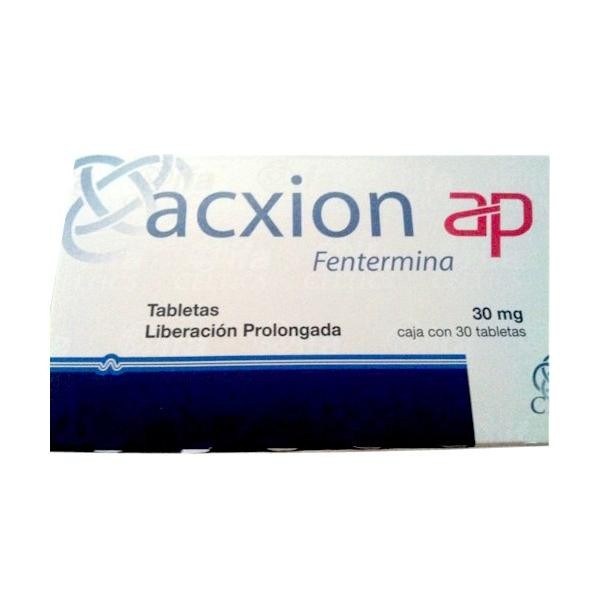 acxion ap
Fentermina
Tabletas
Liberación Prolongada
30 mg
caja con 30 tabletas